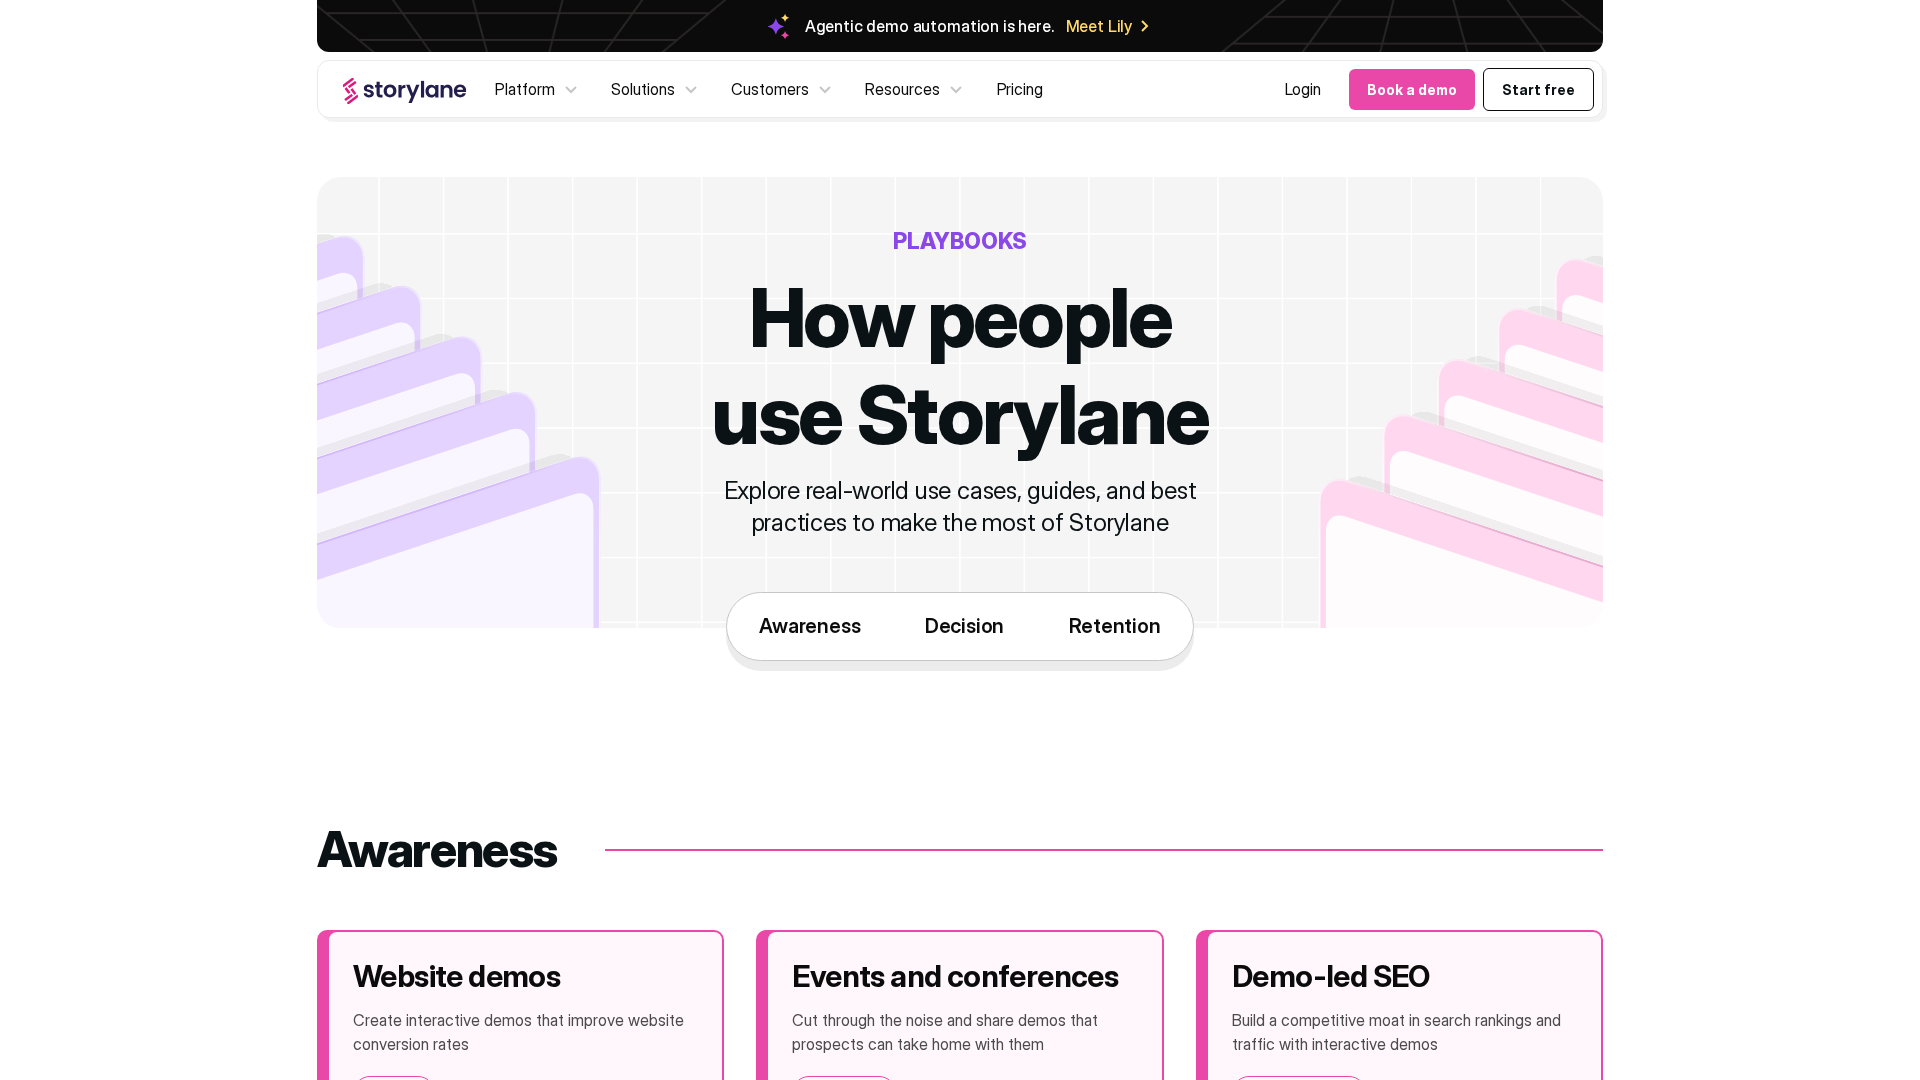 Agentic demo automation is here. Meet Lily
storylane Platform Solutions Customers Resources Pricing Login Book a demo Start free
PLAYBOOKS
How people
use Storylane
Explore real-world use cases, guides, and best
practices to make the most of Storylane
Awareness Decision Retention
Awareness
Website demos
Create interactive demos that improve website
conversion rates
Events and conferences
Cut through the noise and share demos that
prospects can take home with them
Demo-led SEO
Build a competitive moat in search rankings and
traffic with interactive demos